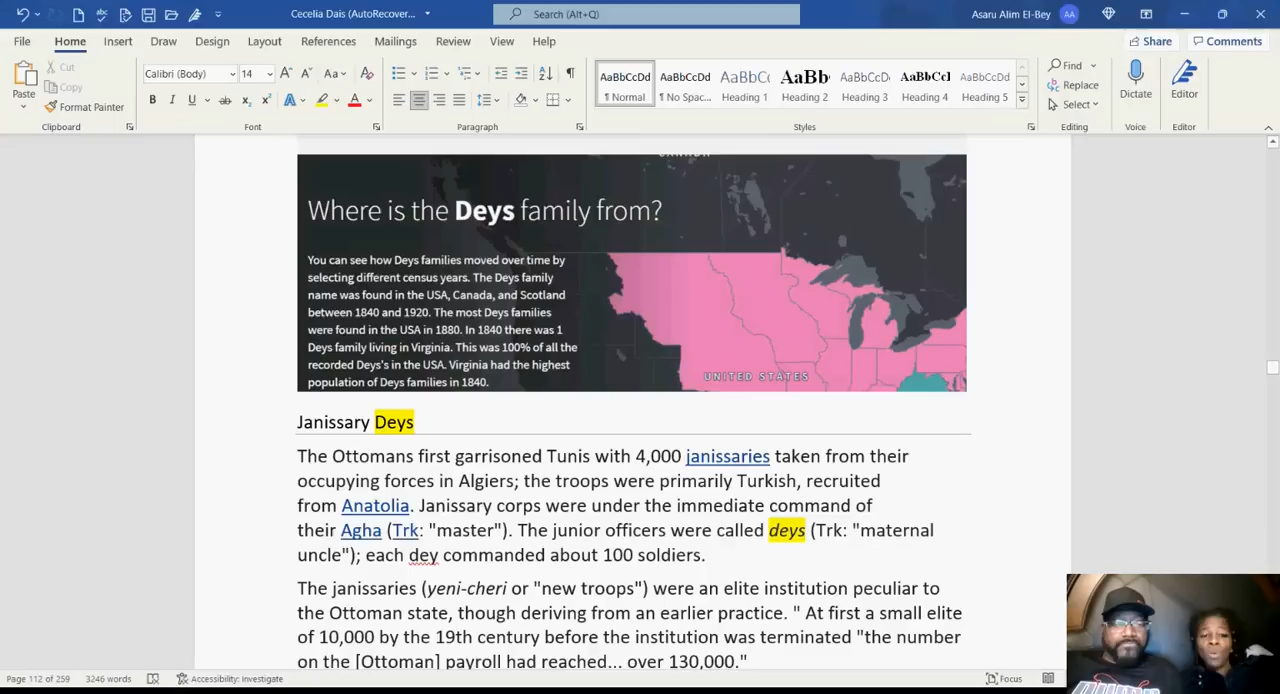 Cecelia Dais (AutoRecover...
Search (Alt+Q)
Asaru Alim El-Bey
AA
File Home Insert Draw Design Layout References Mailings Review View Help
Share Comments
Paste
Cut
Copy
Format Painter
Calibri (Body) 14
AaBbCcDd AaBbCcDd AaBbCc AaBb AaBbCcDd AaBbCcI AaBbCcDd
¶ Normal ¶ No Spac... Heading 1 Heading 2 Heading 3 Heading 4 Heading 5
Find
Replace
Select
Dictate
Editor
Clipboard Font Paragraph Styles Editing Voice Editor
CANADA
Where is the Deys family from?
You can see how Deys families moved over time by
selecting different census years. The Deys family
name was found in the USA, Canada, and Scotland
between 1840 and 1920. The most Deys families
were found in the USA in 1880. In 1840 there was 1
Deys family living in Virginia. This was 100% of all the
recorded Deys's in the USA. Virginia had the highest
population of Deys families in 1840.
UNITED STATES
Janissary Deys
The Ottomans first garrisoned Tunis with 4,000 janissaries taken from their
occupying forces in Algiers; the troops were primarily Turkish, recruited
from Anatolia. Janissary corps were under the immediate command of
their Agha (Trk: "master"). The junior officers were called deys (Trk: "maternal
uncle"); each dey commanded about 100 soldiers.
The janissaries (yeni-cheri or "new troops") were an elite institution peculiar to
the Ottoman state, though deriving from an earlier practice. " At first a small elite
of 10,000 by the 19th century before the institution was terminated "the number
on the [Ottoman] payroll had reached... over 130,000."
Page 112 of 259 3246 words Accessibility: Investigate Focus